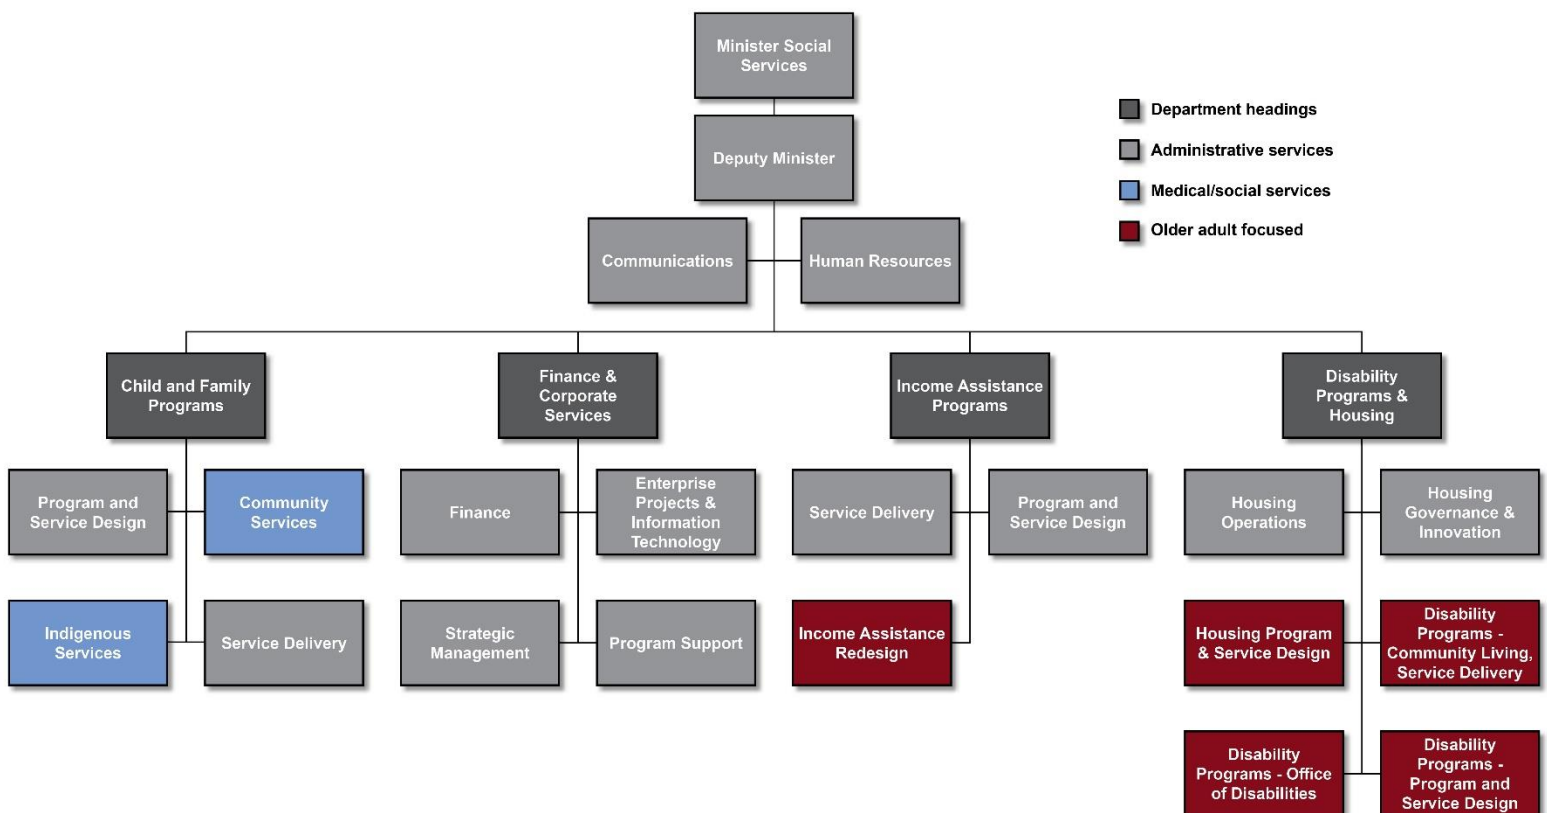 Minister Social
Services
Deputy Minister
Communications
Human Resources
Department headings
Administrative services
Medical/social services
Older adult focused
Child and Family
Programs
Finance &
Corporate
Services
Income Assistance
Programs
Disability
Programs &
Housing
Program and
Service Design
Community
Services
Finance
Enterprise
Projects &
Information
Technology
Service Delivery
Program and
Service Design
Housing
Operations
Housing
Governance &
Innovation
Indigenous
Services
Service Delivery
Strategic
Management
Program Support
Income Assistance
Redesign
Housing Program
& Service Design
Disability
Programs -
Community Living,
Service Delivery
Disability
Programs - Office
of Disabilities
Disability
Programs -
Program and
Service Design